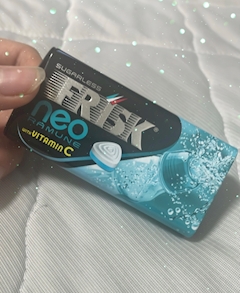 SUGARLESS
FRISK
neo
RAMUNE
with VITAMIN C